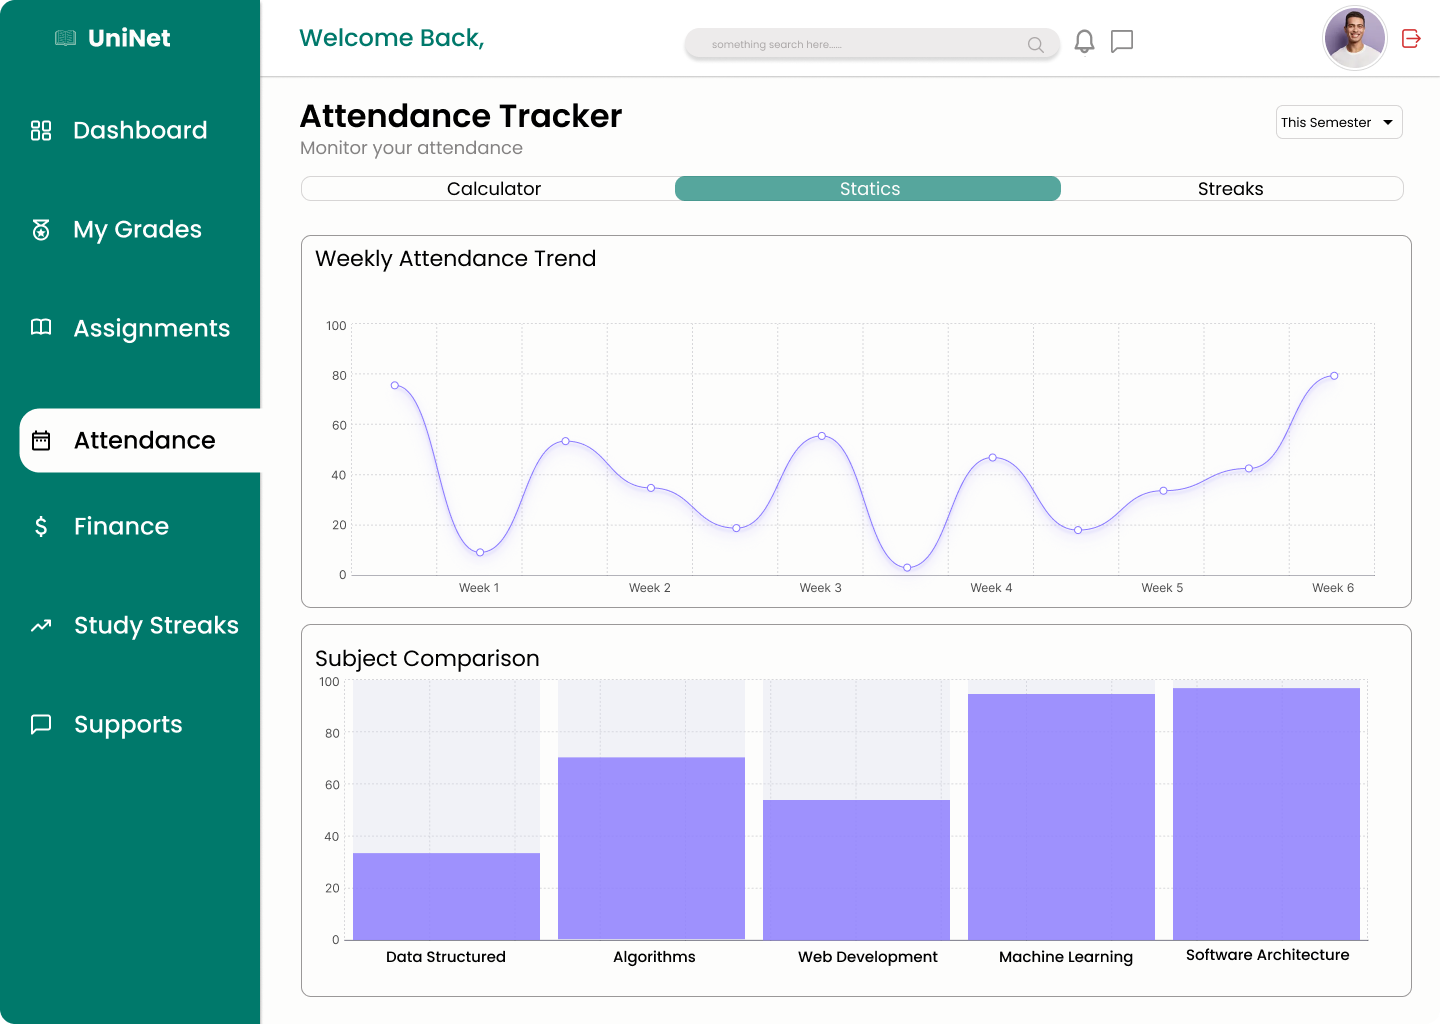 UniNet
Welcome Back,
something search here......
Dashboard
My Grades
Assignments
Attendance
Finance
Study Streaks
Supports
Attendance Tracker
Monitor your attendance
This Semester
Calculator
Statics
Streaks
Weekly Attendance Trend
100
80
60
40
20
0
Week 1
Week 2
Week 3
Week 4
Week 5
Week 6
Subject Comparison
100
80
60
40
20
0
Data Structured
Algorithms
Web Development
Machine Learning
Software Architecture